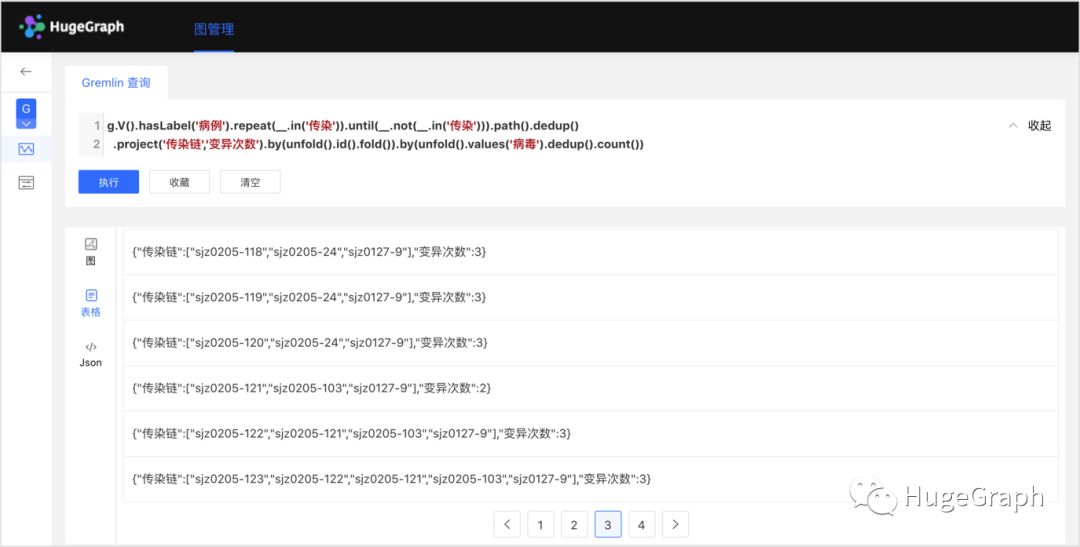 HugeGraph
图管理
Gremlin 查询
G
1 g.V().hasLabel('病例').repeat(__.in('传染')).until(__.not(__.in('传染'))).path().dedup()
收起
2 .project('传染链','变异次数').by(unfold().id().fold()).by(unfold().values('病毒').dedup().count())
执行 收藏 清空
图
表格
Json
{"传染链":["sjz0205-118","sjz0205-24","sjz0127-9"],"变异次数":3}
{"传染链":["sjz0205-119","sjz0205-24","sjz0127-9"],"变异次数":3}
{"传染链":["sjz0205-120","sjz0205-24","sjz0127-9"],"变异次数":3}
{"传染链":["sjz0205-121","sjz0205-103","sjz0127-9"],"变异次数":2}
{"传染链":["sjz0205-122","sjz0205-121","sjz0205-103","sjz0127-9"],"变异次数":3}
{"传染链":["sjz0205-123","sjz0205-122","sjz0205-121","sjz0205-103","sjz0127-9"],"变异次数":3}
< 1 2 3 4 >
HugeGraph